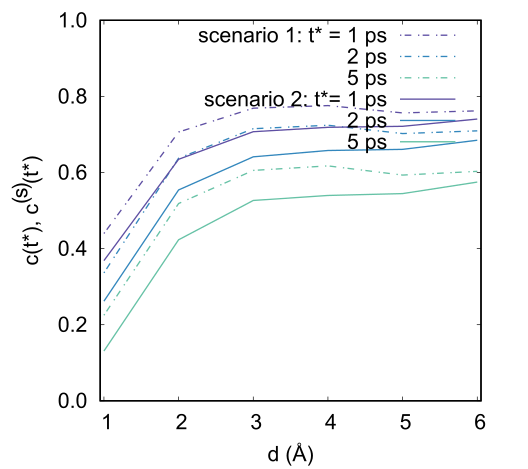 1.0
scenario 1: t* = 1 ps
2 ps
5 ps
0.8
scenario 2: t*= 1 ps
2 ps
5 ps
0.6
0.4
0.2
0.0
c(t*), c(s)(t*)
1 2 3 4 5 6
d (Å)